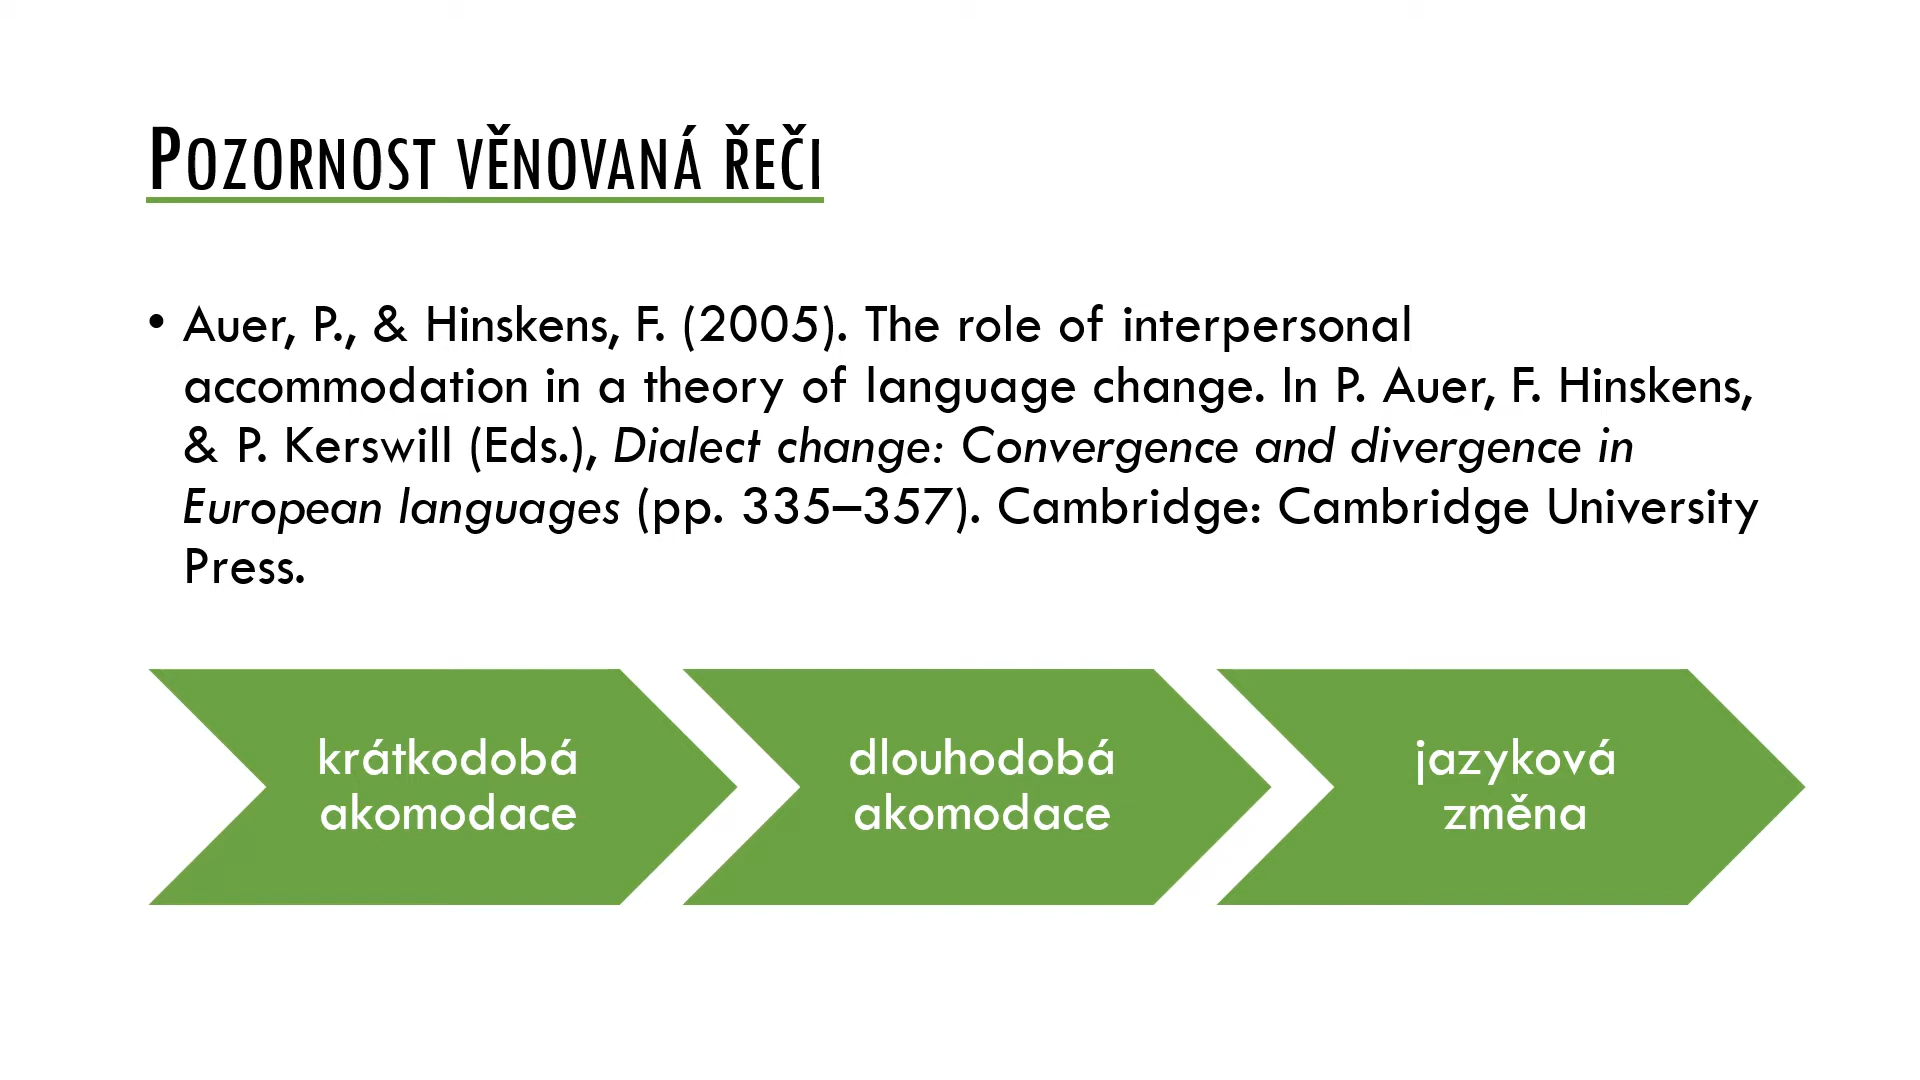 POZORNOST VĚNOVANÁ ŘEČI
• Auer, P., & Hinskens, F. (2005). The role of interpersonal
accommodation in a theory of language change. In P. Auer, F. Hinskens,
& P. Kerswill (Eds.), Dialect change: Convergence and divergence in
European languages (pp. 335–357). Cambridge: Cambridge University
Press.
krátkodobá
akomodace
dlouhodobá
akomodace
jazyková
změna